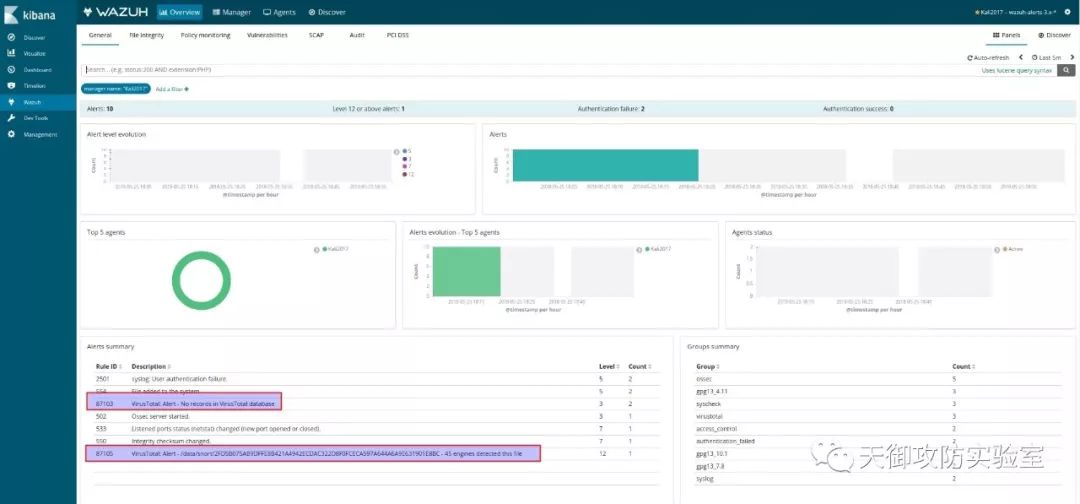 kibana
WAZUH
Overview
Manager
Agents
Discover
Kali2017 - wazuh-alerts-3.x-*
Discover
Visualize
Dashboard
Timelion
Wazuh
Dev Tools
Management
General
File integrity
Policy monitoring
Vulnerabilities
SCAP
Audit
PCI DSS
Panels
Discover
Auto-refresh
Last 5m
Search... (e.g. status:200 AND extension:PHP)
Uses lucene query syntax
manager.name: "Kali2017"
Add a filter +
Alerts: 10
Level 12 or above alerts: 1
Authentication failure: 2
Authentication success: 0
Alert level evolution
Count
5
3
7
12
@timestamp per hour
Alerts
Count
@timestamp per hour
Top 5 agents
Kali2017
Alerts evolution - Top 5 agents
Count
Kali2017
@timestamp per hour
Agents status
Count
Active
@timestamp per hour
Alerts summary
Rule ID Description Level Count
2501 syslog: User authentication failure. 5 2
554 File added to the system. 5 2
87103 VirusTotal: Alert - No records in VirusTotal database 3 2
502 Ossec server started. 3 1
533 Listened ports status (netstat) changed (new port opened or closed). 7 1
550 Integrity checksum changed. 7 1
87105 VirusTotal: Alert - 45 engines detected this file 12 1
Groups summary
Group Count
ossec 5
gpg13_4.11 3
syscheck 3
virustotal 3
access_control 2
authentication_failed 2
gpg13_10.1 2
gpg13_7.8 2
syslog 2
天御攻防实验室